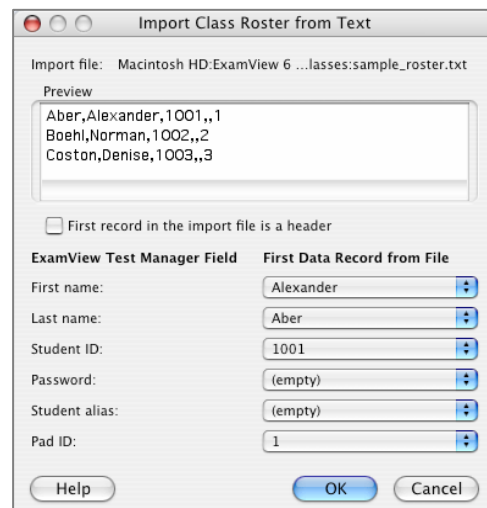 Import Class Roster from Text
Import file: Macintosh HD:ExamView 6 ...lasses:sample_roster.txt
Preview
Aber,Alexander,1001,,1
Boehl,Norman,1002,,2
Coston,Denise,1003,,3
First record in the import file is a header
ExamView Test Manager Field First Data Record from File
First name: Alexander
Last name: Aber
Student ID: 1001
Password: (empty)
Student alias: (empty)
Pad ID: 1
Help OK Cancel